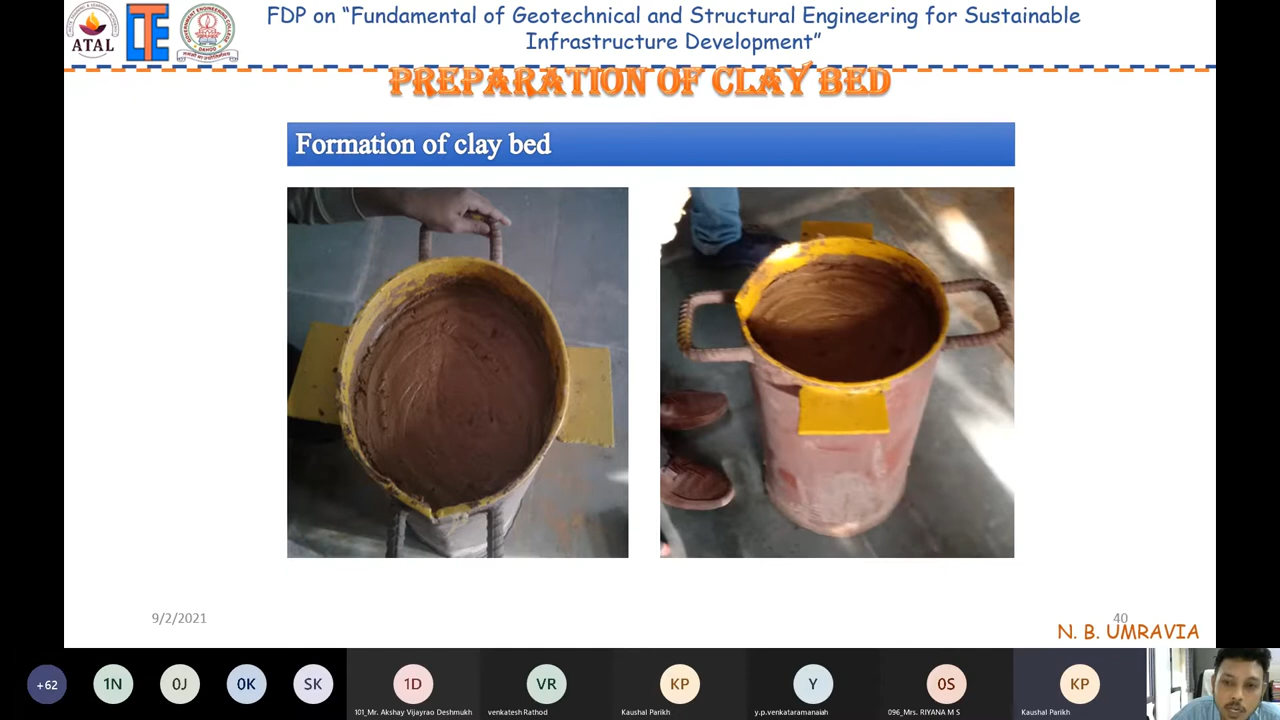 FDP on “Fundamental of Geotechnical and Structural Engineering for Sustainable
Infrastructure Development”
ATAL
LTE
PREPARATION OF CLAY BED
Formation of clay bed
9/2/2021
40
N. B. UMRAVIA
+62
1N
0J
0K
SK
1D
VR
KP
Y
0S
KP
101_Mr. Akshay Vijayrao Deshmukh
venkatesh Rathod
Kaushal Parikh
y.p.venkataramanaiah
096_Mrs. RIYANA M S
Kaushal Parikh